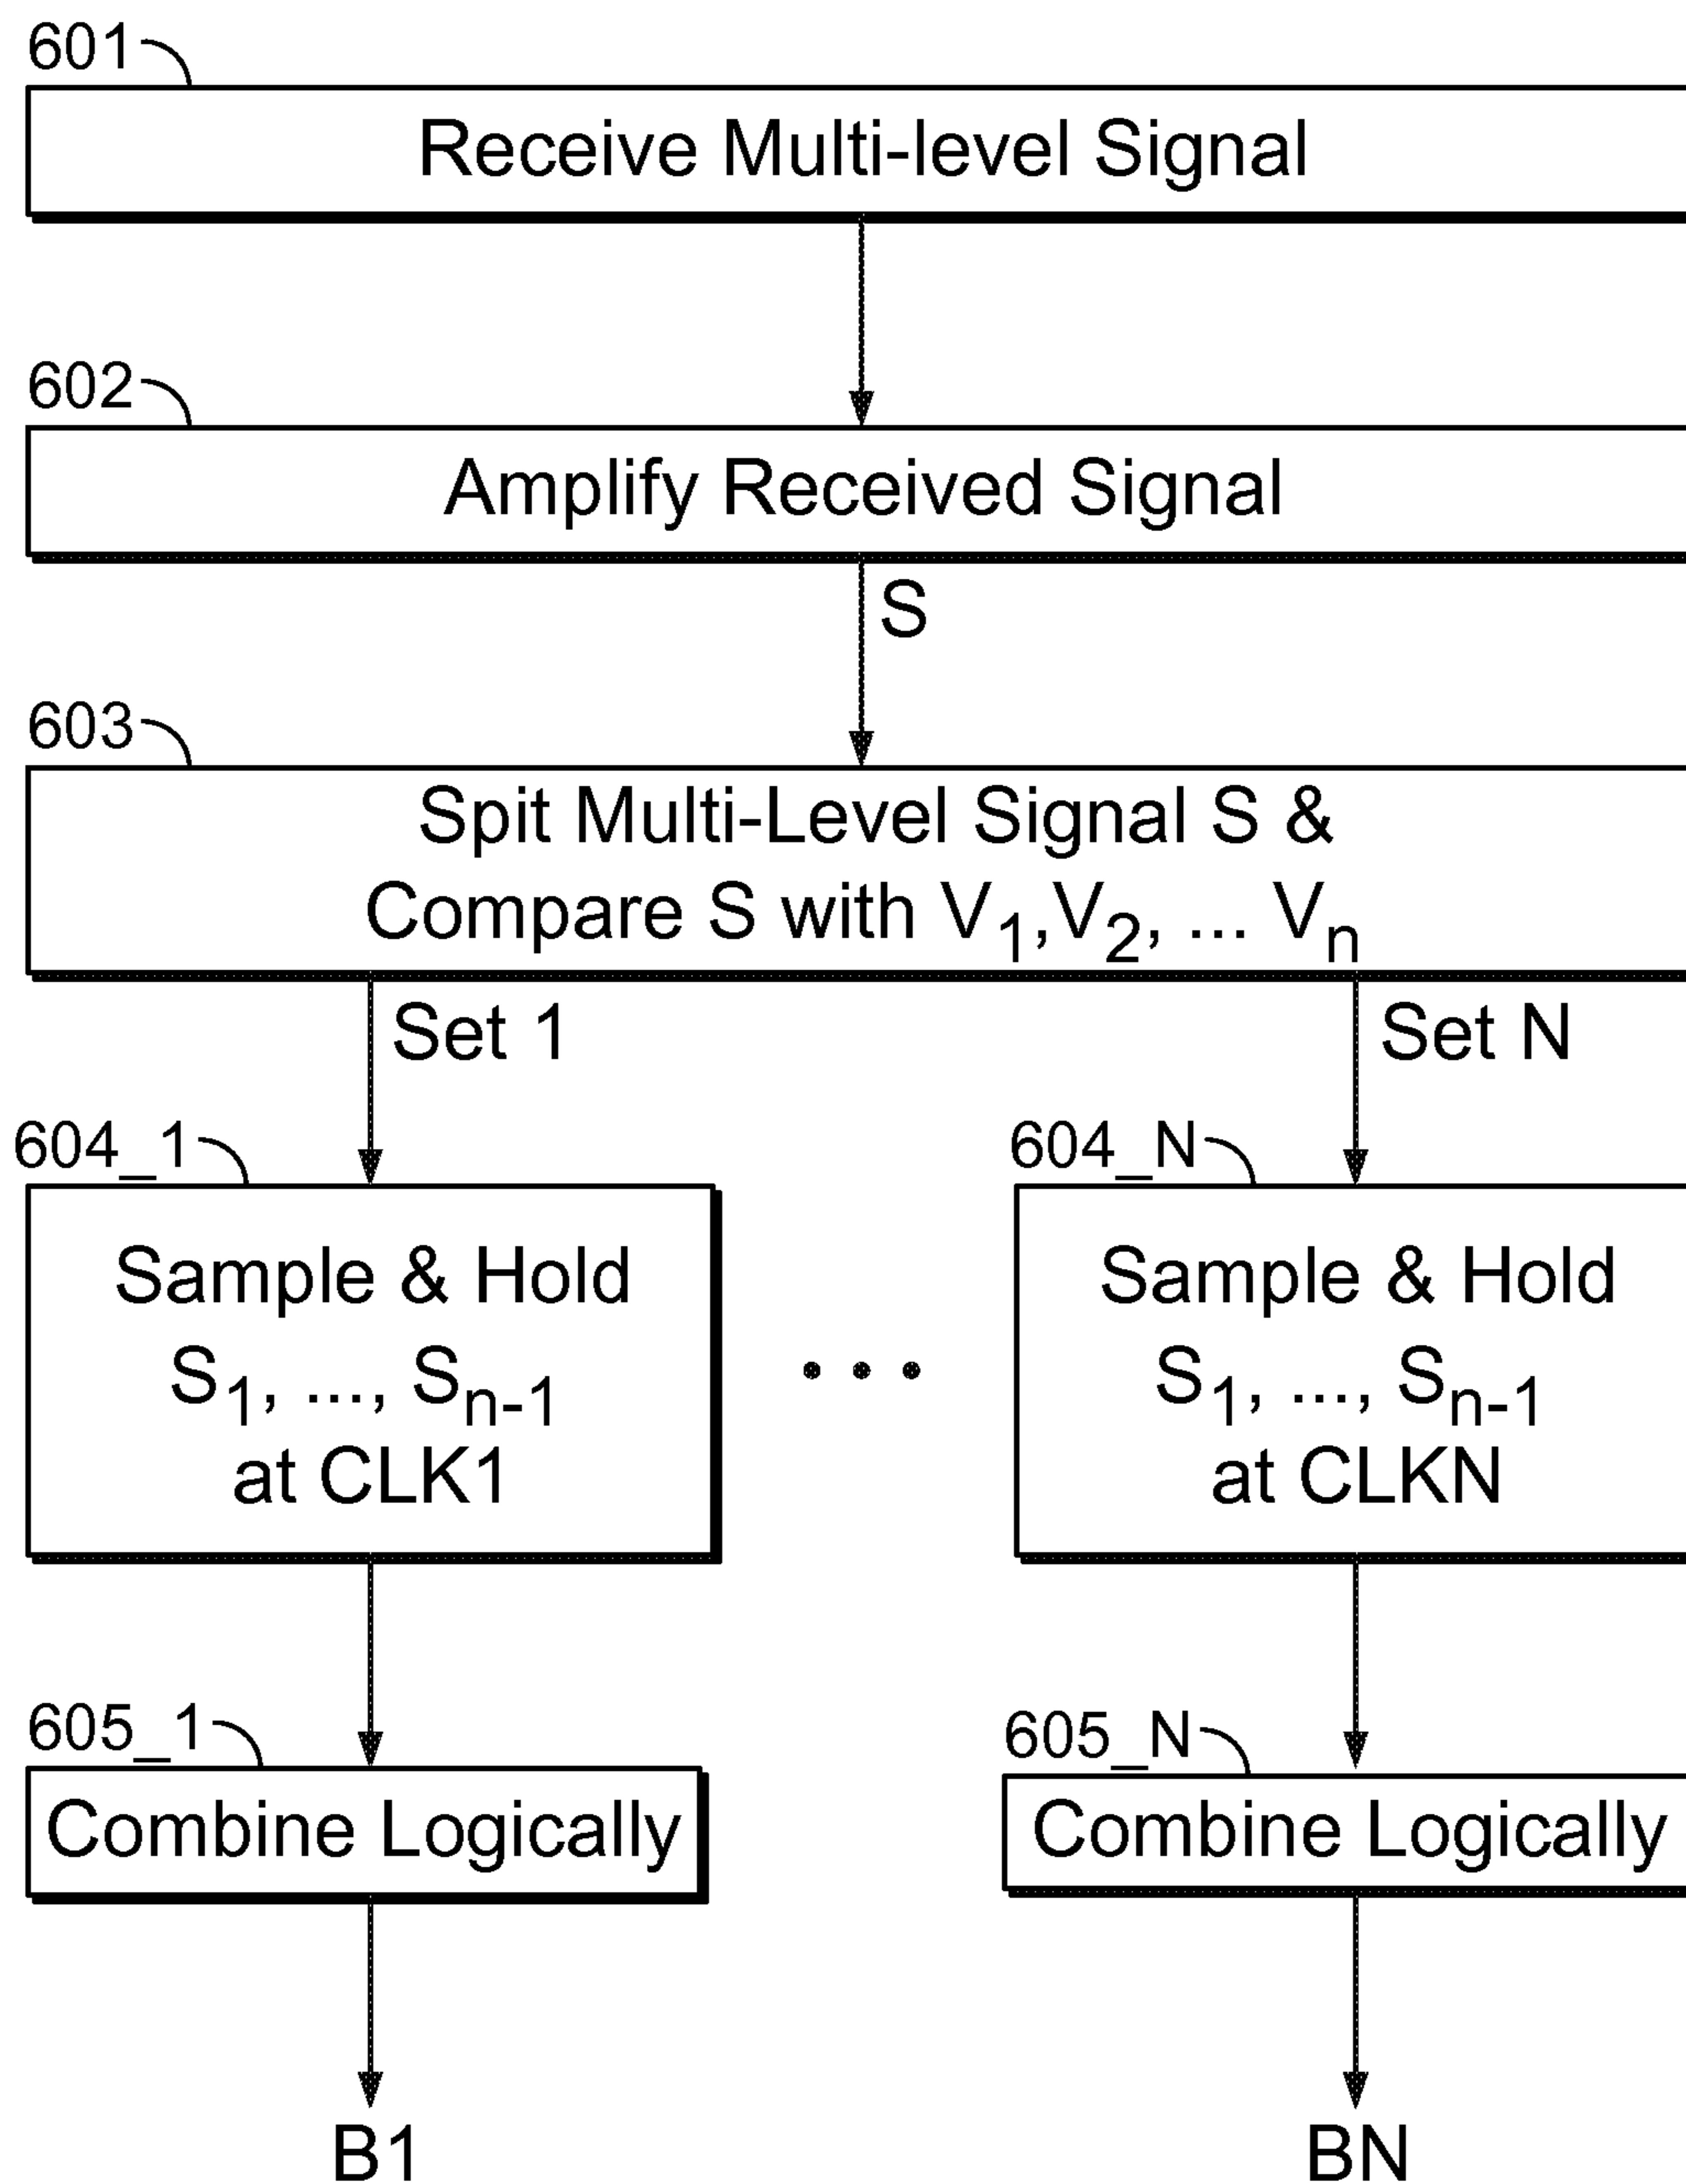 601
Receive Multi-level Signal
602
Amplify Received Signal
S
603
Spit Multi-Level Signal S &
Compare S with V1,V2, ... Vn
Set 1
Set N
604_1
604_N
Sample & Hold
S1, ..., Sn-1
at CLK1
...
Sample & Hold
S1, ..., Sn-1
at CLKN
605_1
605_N
Combine Logically
Combine Logically
B1
BN